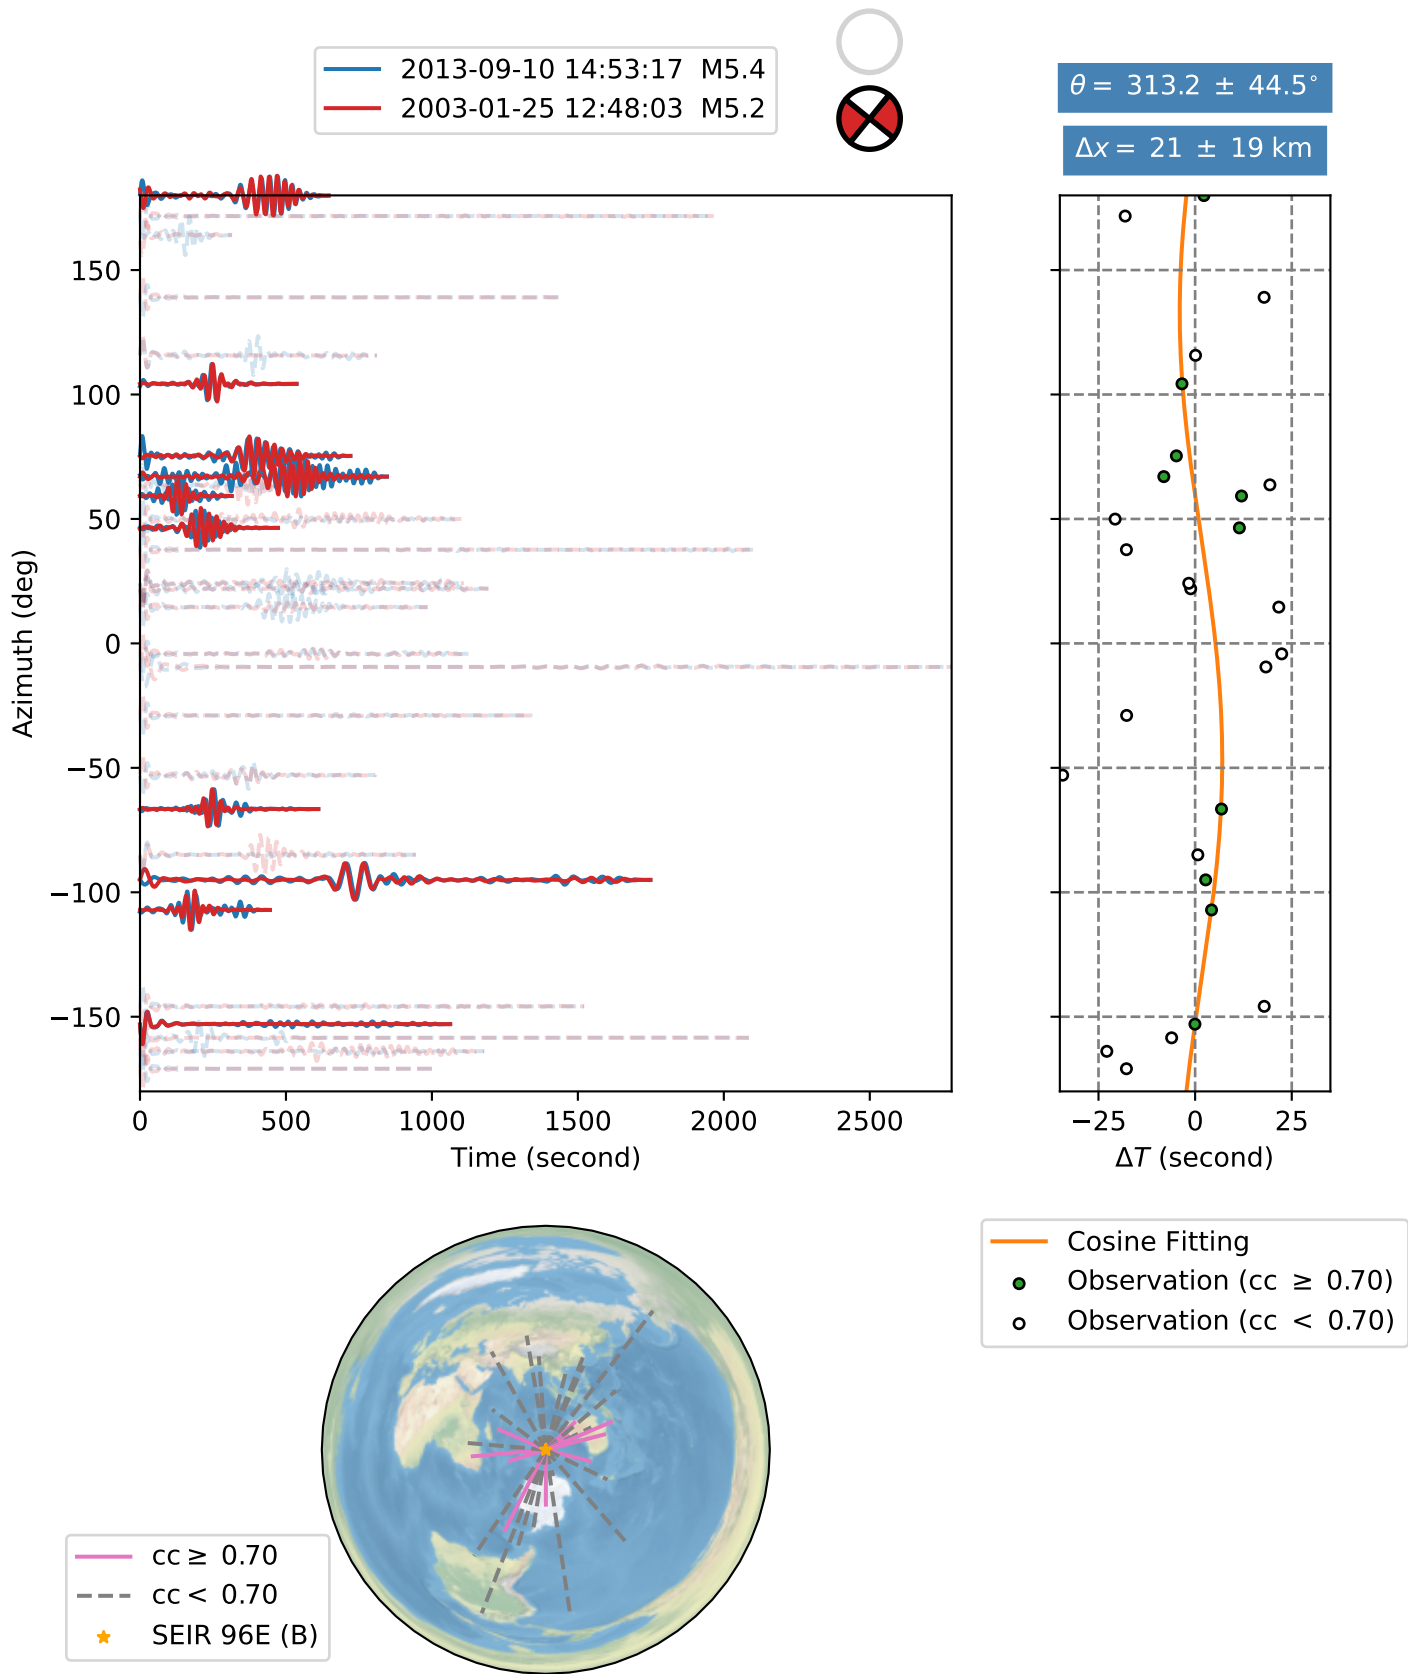 2013-09-10 14:53:17  M5.4
2003-01-25 12:48:03  M5.2
θ = 313.2 ± 44.5°
Δx = 21 ± 19 km
150
100
50
0
−50
−100
−150
Azimuth (deg)
0
500
1000
1500
2000
2500
Time (second)
−25
0
25
ΔT (second)
Cosine Fitting
Observation (cc ≥ 0.70)
Observation (cc < 0.70)
cc ≥ 0.70
cc < 0.70
SEIR 96E (B)